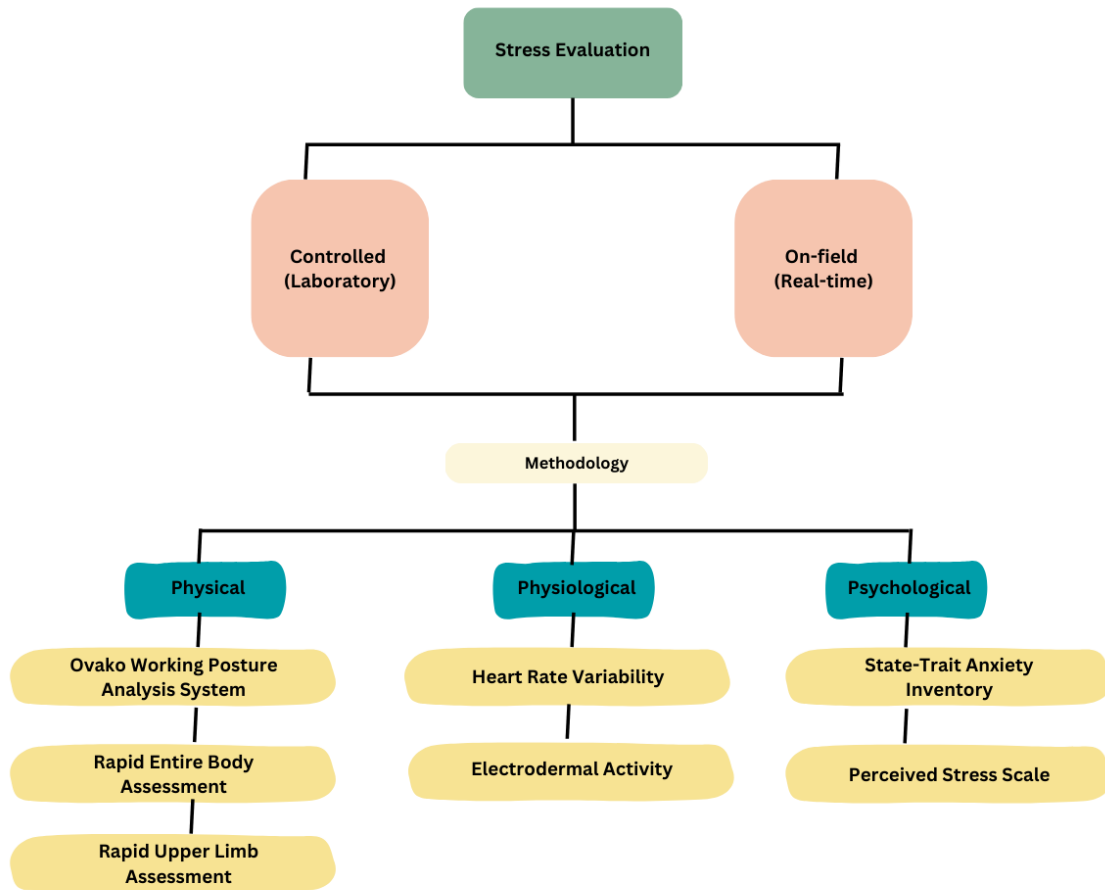 Stress Evaluation
Controlled
(Laboratory)
On-field
(Real-time)
Methodology
Physical
Physiological
Psychological
Ovako Working Posture
Analysis System
Heart Rate Variability
State-Trait Anxiety
Inventory
Rapid Entire Body
Assessment
Electrodermal Activity
Perceived Stress Scale
Rapid Upper Limb
Assessment